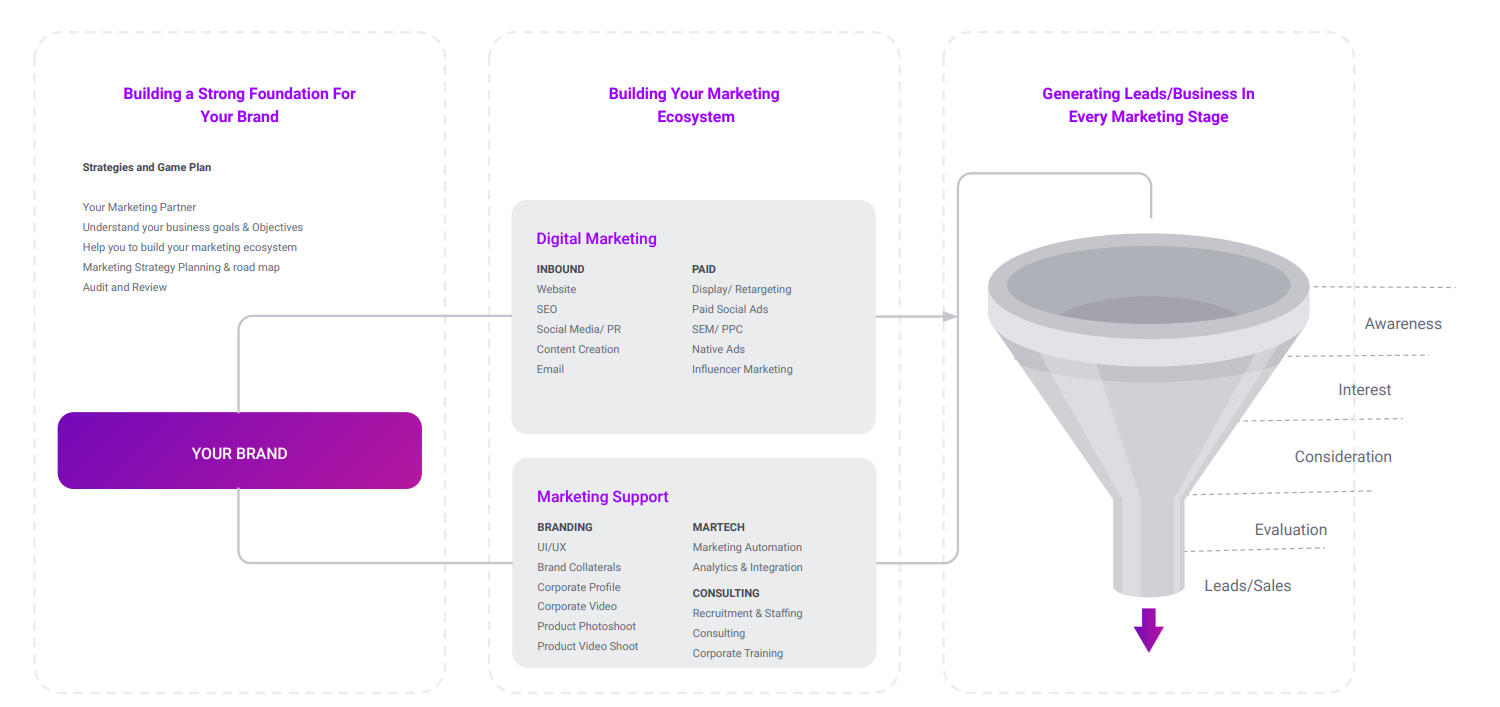 Building a Strong Foundation For
Your Brand
Strategies and Game Plan
Your Marketing Partner
Understand your business goals & Objectives
Help you to build your marketing ecosystem
Marketing Strategy Planning & road map
Audit and Review
YOUR BRAND
Building Your Marketing
Ecosystem
Digital Marketing
INBOUND
Website
SEO
Social Media/ PR
Content Creation
Email
PAID
Display/ Retargeting
Paid Social Ads
SEM/ PPC
Native Ads
Influencer Marketing
Marketing Support
BRANDING
UI/UX
Brand Collaterals
Corporate Profile
Corporate Video
Product Photoshoot
Product Video Shoot
MARTECH
Marketing Automation
Analytics & Integration
CONSULTING
Recruitment & Staffing
Consulting
Corporate Training
Generating Leads/Business In
Every Marketing Stage
Awareness
Interest
Consideration
Evaluation
Leads/Sales